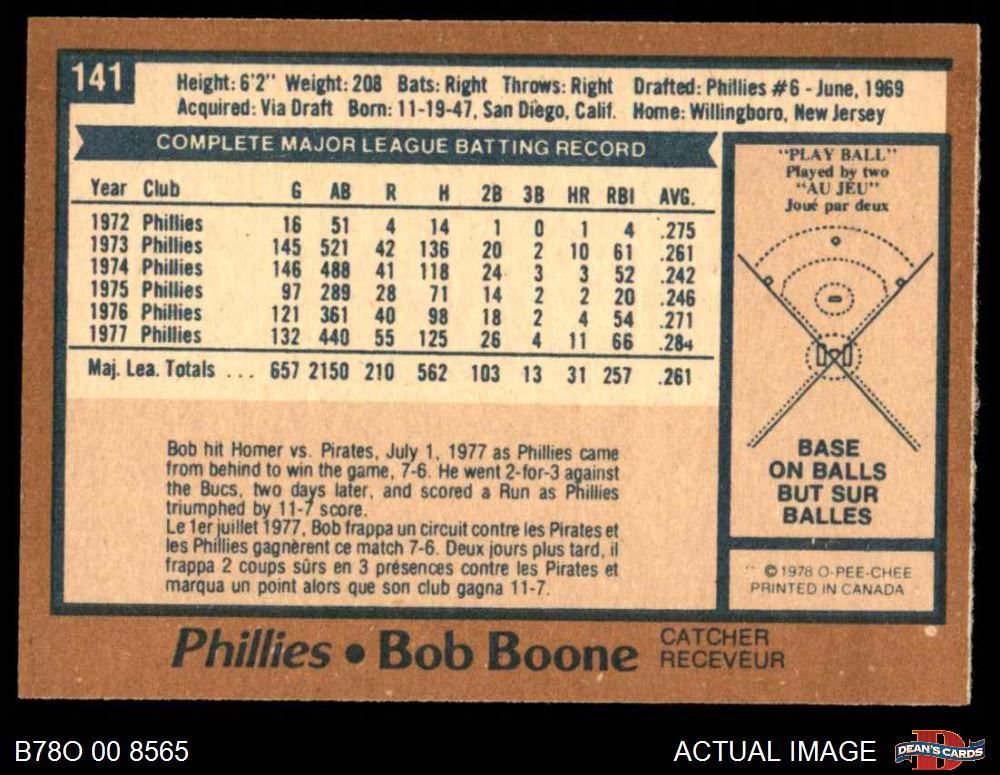 141
Height: 6'2" Weight: 208 Bats: Right Throws: Right Drafted: Phillies #6 - June, 1969
Acquired: Via Draft Born: 11-19-47, San Diego, Calif. Home: Willingboro, New Jersey
COMPLETE MAJOR LEAGUE BATTING RECORD
Year Club G AB R H 2B 3B HR RBI AVG.
1972 Phillies 16 51 4 14 1 0 1 4 .275
1973 Phillies 145 521 42 136 20 2 10 61 .261
1974 Phillies 146 488 41 118 24 3 3 52 .242
1975 Phillies 97 289 28 71 14 2 2 20 .246
1976 Phillies 121 361 40 98 18 2 4 54 .271
1977 Phillies 132 440 55 125 26 4 11 66 .284
Maj. Lea. Totals ... 657 2150 210 562 103 13 31 257 .261
Bob hit Homer vs. Pirates, July 1, 1977 as Phillies came
from behind to win the game, 7-6. He went 2-for-3 against
the Bucs, two days later, and scored a Run as Phillies
triumphed by 11-7 score.
Le 1er juillet 1977, Bob frappa un circuit contre les Pirates et
les Phillies gagnèrent ce match 7-6. Deux jours plus tard, il
frappa 2 coups sûrs en 3 présences contre les Pirates et
marqua un point alors que son club gagna 11-7.
"PLAY BALL"
Played by two
"AU JEU"
Joué par deux
BASE
ON BALLS
BUT SUR
BALLES
© 1978 O-PEE-CHEE
PRINTED IN CANADA
Phillies • Bob Boone
CATCHER
RECEVEUR
B78O 00 8565
ACTUAL IMAGE
DEAN'S CARDS